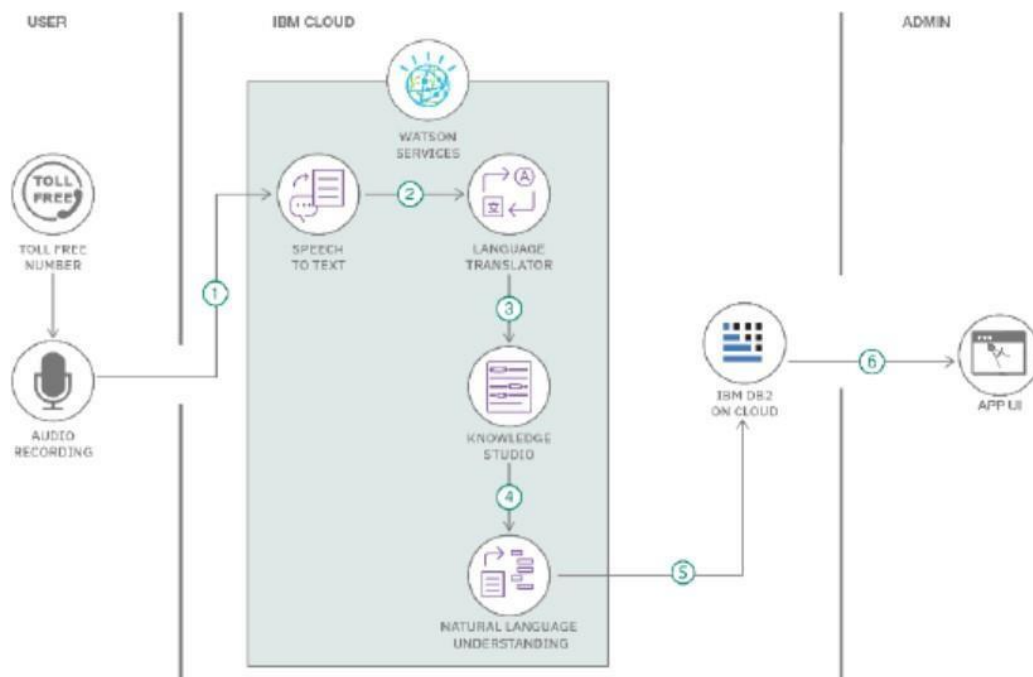 USER
IBM CLOUD
ADMIN
WATSON
SERVICES
TOLL
FREE
TOLL FREE
NUMBER
1
SPEECH
TO TEXT
2
A
文
LANGUAGE
TRANSLATOR
3
AUDIO
RECORDING
KNOWLEDGE
STUDIO
4
NATURAL LANGUAGE
UNDERSTANDING
5
IBM DB2
ON CLOUD
6
APP UI